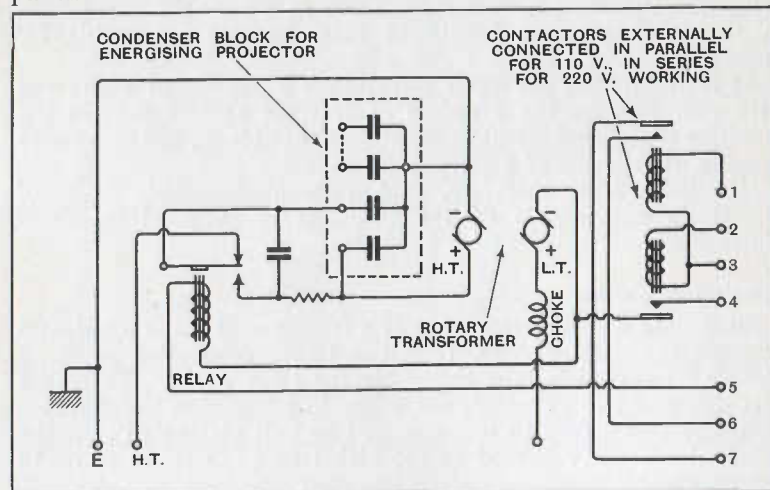 CONDENSER BLOCK FOR
ENERGISING PROJECTOR
CONTACTORS EXTERNALLY
CONNECTED IN PARALLEL
FOR 110 V., IN SERIES
FOR 220 V. WORKING
1
2
3
4
5
6
7
-
+
H.T.
-
+
L.T.
ROTARY
TRANSFORMER
CHOKE
RELAY
E
H.T.